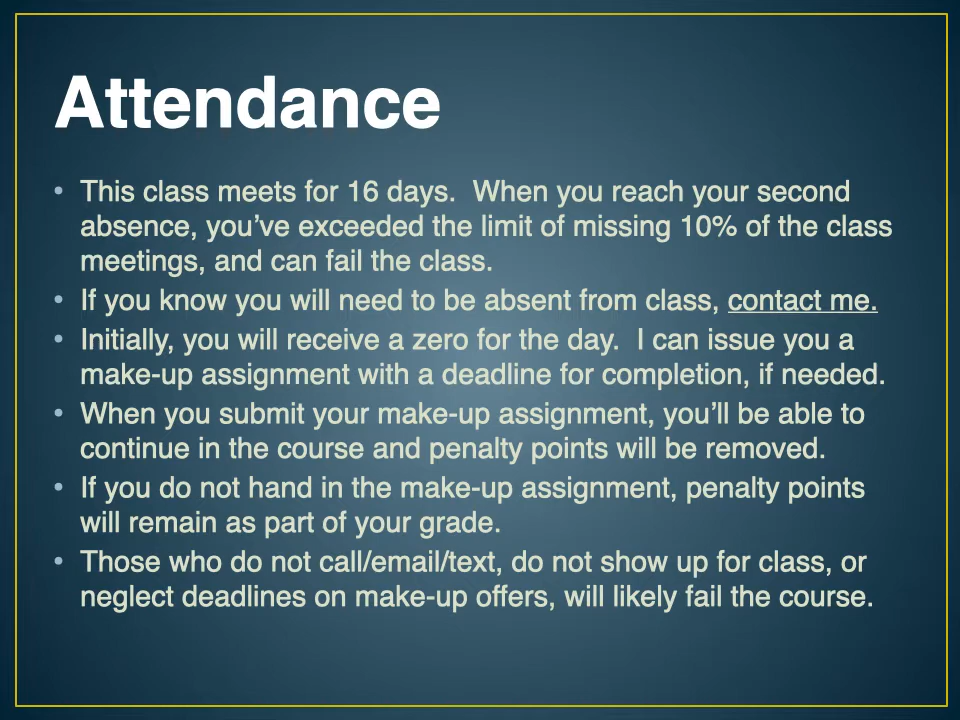 Attendance
• This class meets for 16 days.  When you reach your second
absence, you’ve exceeded the limit of missing 10% of the class
meetings, and can fail the class.
• If you know you will need to be absent from class, contact me.
• Initially, you will receive a zero for the day.  I can issue you a
make-up assignment with a deadline for completion, if needed.
• When you submit your make-up assignment, you’ll be able to
continue in the course and penalty points will be removed.
• If you do not hand in the make-up assignment, penalty points
will remain as part of your grade.
• Those who do not call/email/text, do not show up for class, or
neglect deadlines on make-up offers, will likely fail the course.